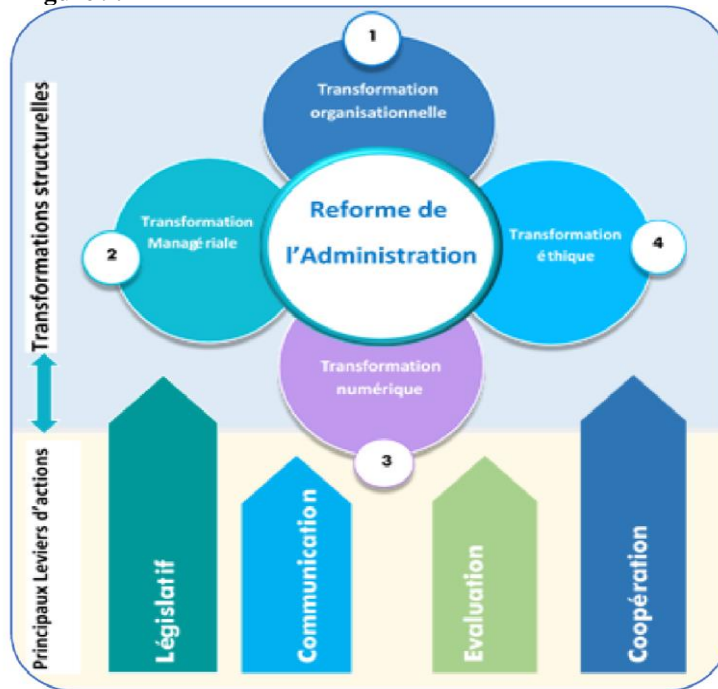 1
Transformation
organisationnelle
Transformations structurelles
Reforme de
l'Administration
Transformation
Managériale
2
Transformation
éthique
4
Transformation
numérique
3
Principaux Leviers d'actions
Législatif
Communication
Evaluation
Coopération